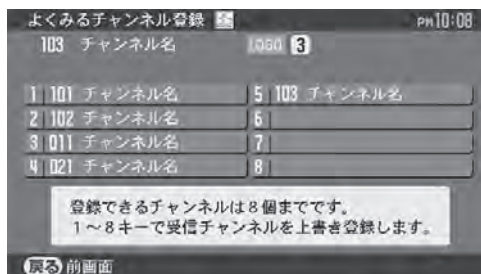 よくみるチャンネル登録 PM10:08
103 チャンネル名 LOGO 3
1 101 チャンネル名 5 103 チャンネル名
2 102 チャンネル名 6
3 011 チャンネル名 7
4 021 チャンネル名 8
登録できるチャンネルは8個までです。
1～8キーで受信チャンネルを上書き登録します。
戻る 前画面